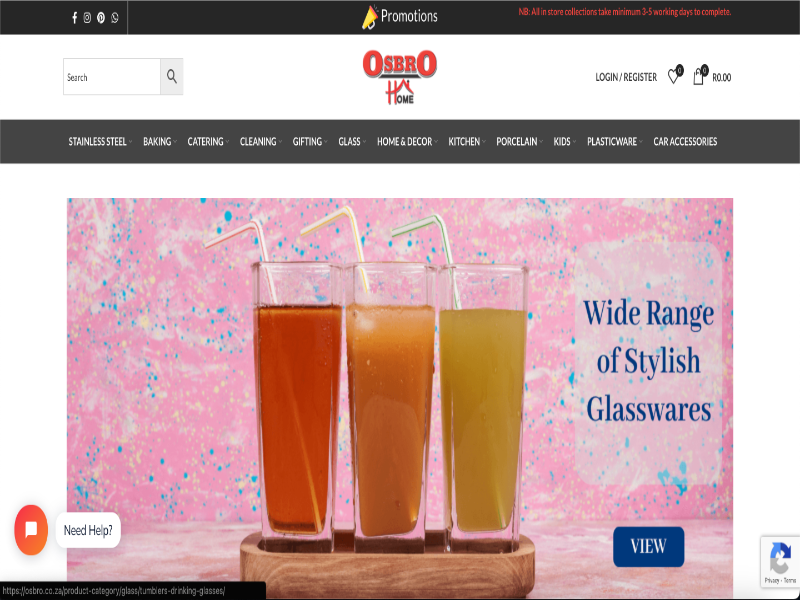 Promotions
NB: All in store collections take minimum 3-5 working days to complete.
Search
OSBRO
HOME
LOGIN / REGISTER
0
0
R0.00
STAINLESS STEEL BAKING CATERING CLEANING GIFTING GLASS HOME & DECOR KITCHEN PORCELAIN KIDS PLASTICWARE CAR ACCESSORIES
Wide Range
of Stylish
Glasswares
VIEW
Need Help?
Privacy - Terms
https://osbro.co.za/product-category/glass/tumblers-drinking-glasses/